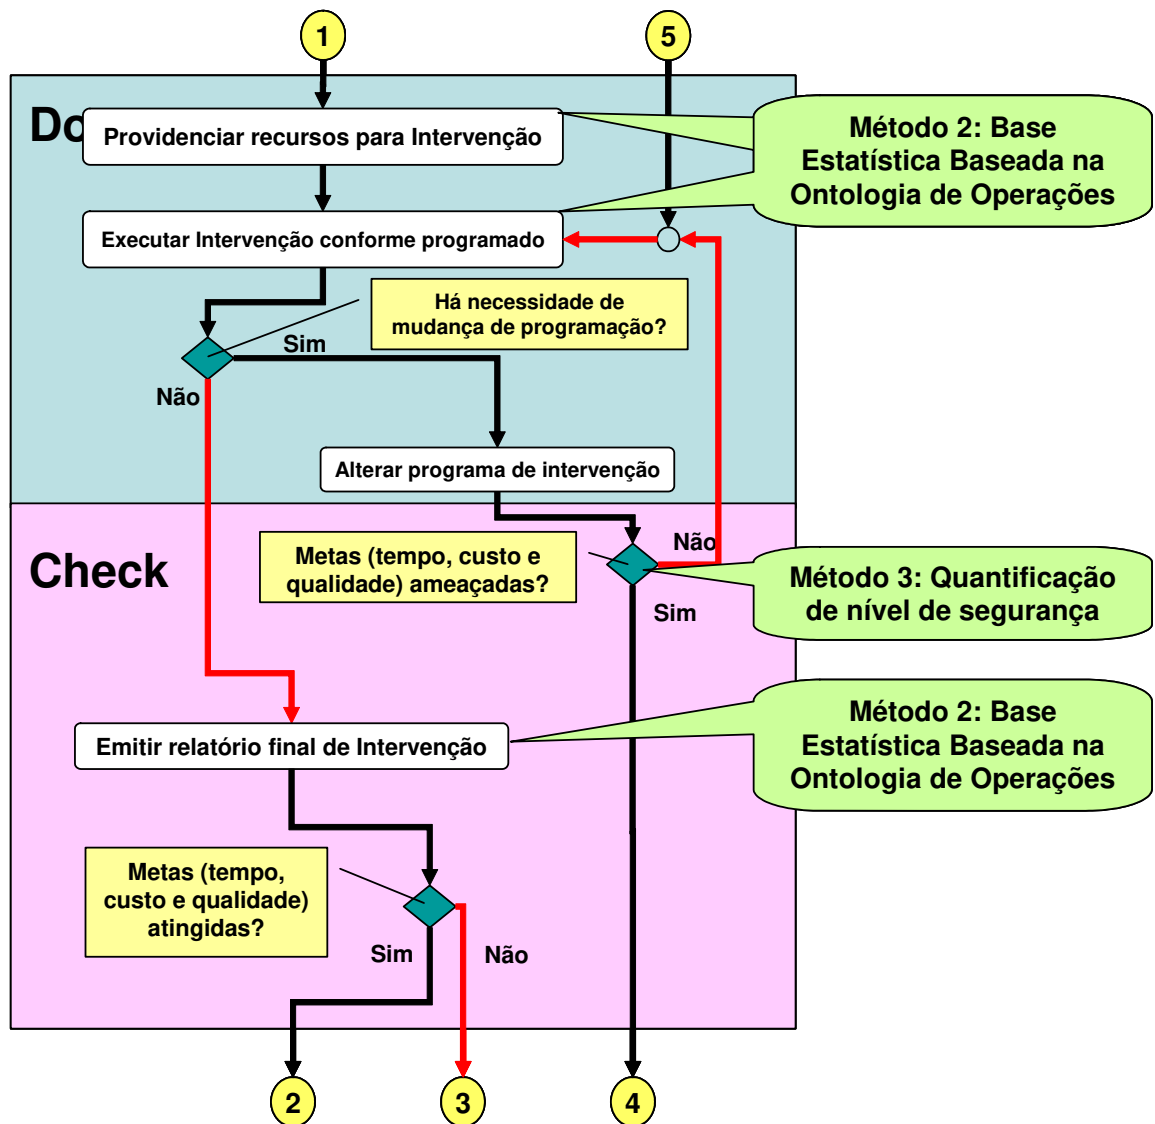 1
5
Do
Providenciar recursos para Intervenção
Método 2: Base
Estatística Baseada na
Ontologia de Operações
Executar Intervenção conforme programado
Há necessidade de
mudança de programação?
Sim
Não
Alterar programa de intervenção
Check
Metas (tempo, custo e
qualidade) ameaçadas?
Não
Sim
Método 3: Quantificação
de nível de segurança
Emitir relatório final de Intervenção
Método 2: Base
Estatística Baseada na
Ontologia de Operações
Metas (tempo,
custo e qualidade)
atingidas?
Sim
Não
2
3
4